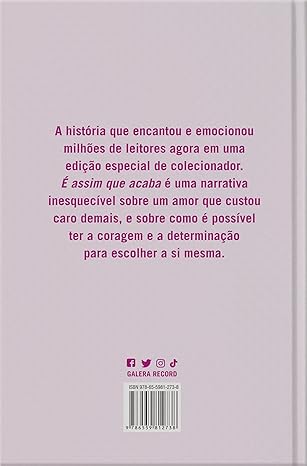 A história que encantou e emocionou
milhões de leitores agora em uma
edição especial de colecionador.
É assim que acaba é uma narrativa
inesquecível sobre um amor que custou
caro demais, e sobre como é possível
ter a coragem e a determinação
para escolher a si mesma.
GALERA RECORD
ISBN 978-65-5981-273-8
9 786559 812738